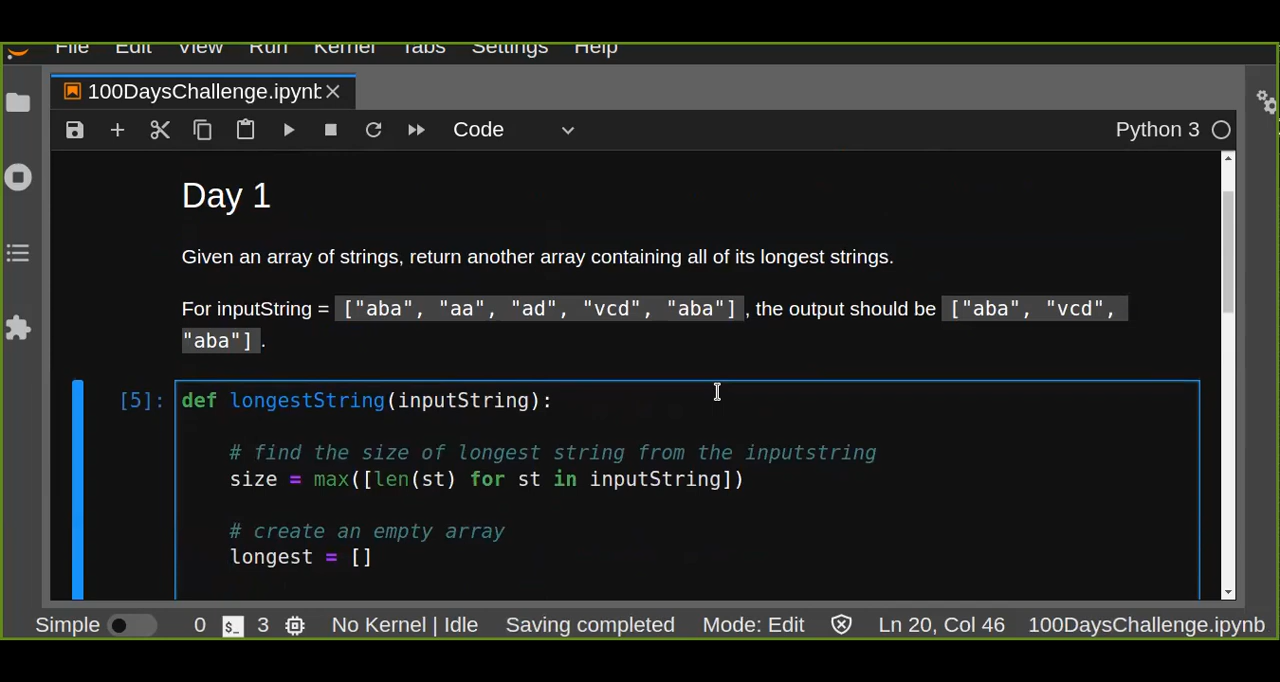 File Edit View Run Kernel Tabs Settings Help
100DaysChallenge.ipynb
Code Python 3
Day 1
Given an array of strings, return another array containing all of its longest strings.
For inputString = ["aba", "aa", "ad", "vcd", "aba"], the output should be ["aba", "vcd",
"aba"].
[5]: def longestString(inputString):
# find the size of longest string from the inputstring
size = max([len(st) for st in inputString])
# create an empty array
longest = []
Simple 0 $_ 3 No Kernel | Idle Saving completed Mode: Edit Ln 20, Col 46 100DaysChallenge.ipynb